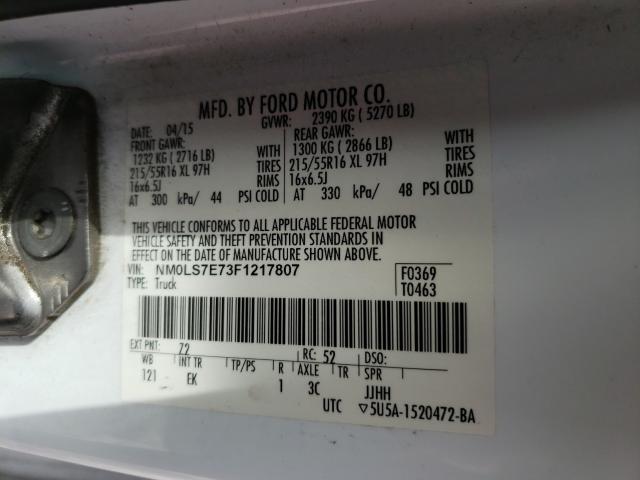 MFD. BY FORD MOTOR CO.
DATE: 04/15 GVWR: 2390 KG ( 5270 LB)
FRONT GAWR: REAR GAWR:
1232 KG ( 2716 LB) WITH 1300 KG ( 2866 LB) WITH
215/55R16 XL 97H TIRES 215/55R16 XL 97H TIRES
16x6.5J RIMS 16x6.5J RIMS
AT 300 kPa/ 44 PSI COLD AT 330 kPa/ 48 PSI COLD
THIS VEHICLE CONFORMS TO ALL APPLICABLE FEDERAL MOTOR
VEHICLE SAFETY AND THEFT PREVENTION STANDARDS IN
EFFECT ON THE DATE OF MANUFACTURE SHOWN ABOVE.
VIN: NM0LS7E73F1217807 F0369
TYPE: Truck T0463
EXT PNT: 72 RC: 52 DSO:
WB INT TR TP/PS R AXLE TR SPR
121 EK 1 3C JJHH
UTC ▽5U5A-1520472-BA